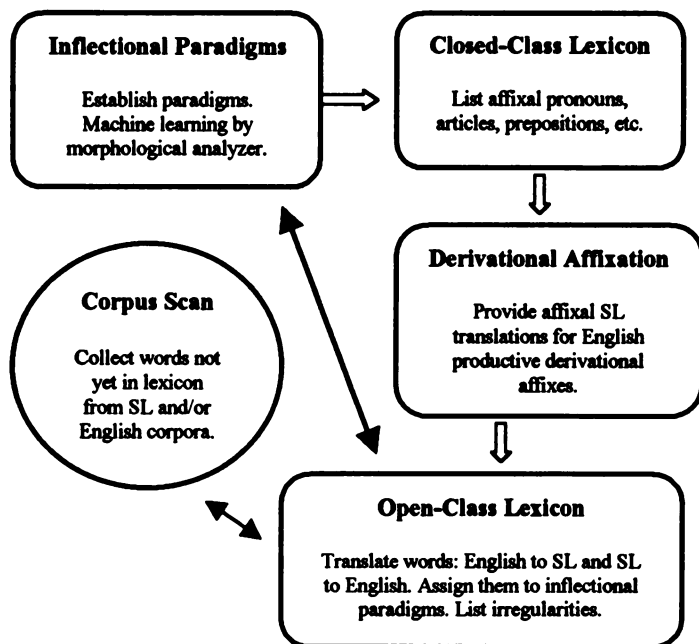 Inflectional Paradigms
Establish paradigms.
Machine learning by
morphological analyzer.
Closed-Class Lexicon
List affixal pronouns,
articles, prepositions, etc.
Derivational Affixation
Provide affixal SL
translations for English
productive derivational
affixes.
Corpus Scan
Collect words not
yet in lexicon
from SL and/or
English corpora.
Open-Class Lexicon
Translate words: English to SL and SL
to English. Assign them to inflectional
paradigms. List irregularities.